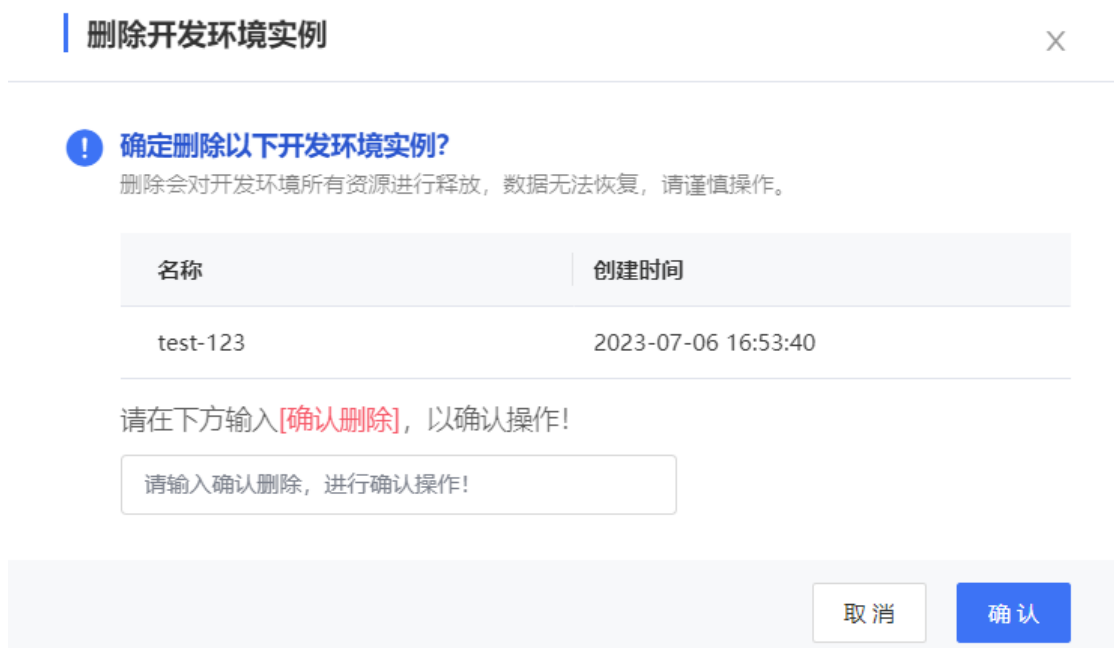 删除开发环境实例
X
确定删除以下开发环境实例?
删除会对开发环境所有资源进行释放，数据无法恢复，请谨慎操作。
名称 创建时间
test-123 2023-07-06 16:53:40
请在下方输入[确认删除]，以确认操作!
请输入确认删除，进行确认操作!
取消 确认